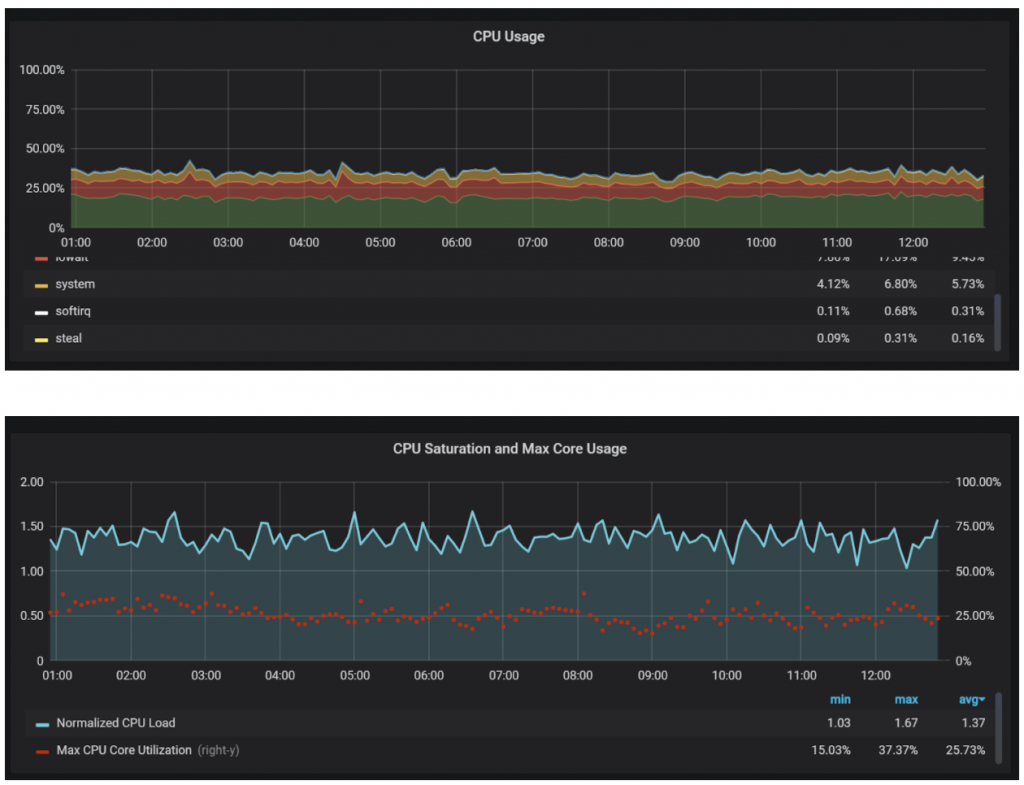 CPU Usage
100.00%
75.00%
50.00%
25.00%
0%
01:00 02:00 03:00 04:00 05:00 06:00 07:00 08:00 09:00 10:00 11:00 12:00
iowait
system 4.12% 6.80% 5.73%
softirq 0.11% 0.68% 0.31%
steal 0.09% 0.31% 0.16%
CPU Saturation and Max Core Usage
2.00 100.00%
1.50 75.00%
1.00 50.00%
0.50 25.00%
0 0%
01:00 02:00 03:00 04:00 05:00 06:00 07:00 08:00 09:00 10:00 11:00 12:00
min max avg
Normalized CPU Load 1.03 1.67 1.37
Max CPU Core Utilization (right-y) 15.03% 37.37% 25.73%